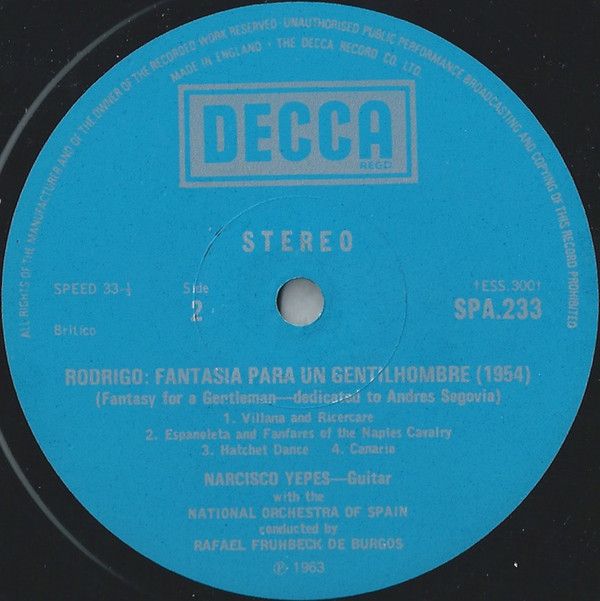 ALL RIGHTS OF THE MANUFACTURER AND OF THE OWNER OF THE RECORDED WORK RESERVED · UNAUTHORISED PUBLIC PERFORMANCE BROADCASTING AND COPYING OF THIS RECORD PROHIBITED
MADE IN ENGLAND · THE DECCA RECORD CO. LTD.
DECCA
REGD.
STEREO
SPEED 33-⅓
Side
2
†ESS.3001
SPA.233
Britico
RODRIGO: FANTASIA PARA UN GENTILHOMBRE (1954)
(Fantasy for a Gentleman—dedicated to Andres Segovia)
1. Villana and Ricercare
2. Espanoleta and Fanfares of the Naples Cavalry
3. Hatchet Dance 4. Canario
NARCISCO YEPES—Guitar
with the
NATIONAL ORCHESTRA OF SPAIN
conducted by
RAFAEL FRUHBECK DE BURGOS
Ⓟ 1963